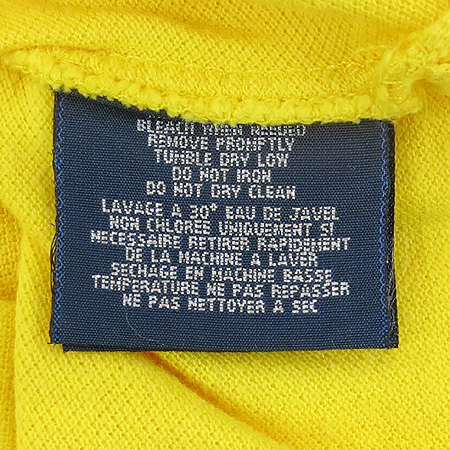 BLEACH WHEN NEEDED
REMOVE PROMPTLY
TUMBLE DRY LOW
DO NOT IRON
DO NOT DRY CLEAN
LAVAGE A 30° EAU DE JAVEL
NON CHLOREE UNIQUEMENT SI
NECESSAIRE RETIRER RAPIDEMENT
DE LA MACHINE A LAVER
SECHAGE EN MACHINE BASSE
TEMPERATURE NE PAS REPASSER
NE PAS NETTOYER A SEC